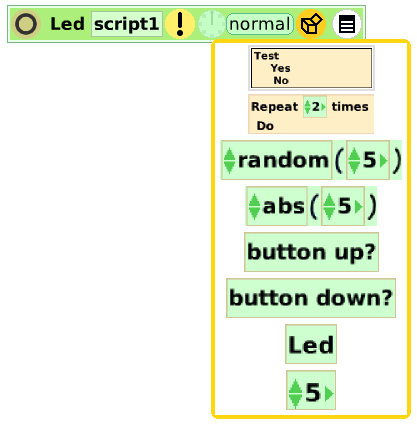 Led script1 ! normal
Test
Yes
No
Repeat 2 times
Do
random ( 5 )
abs ( 5 )
button up?
button down?
Led
5